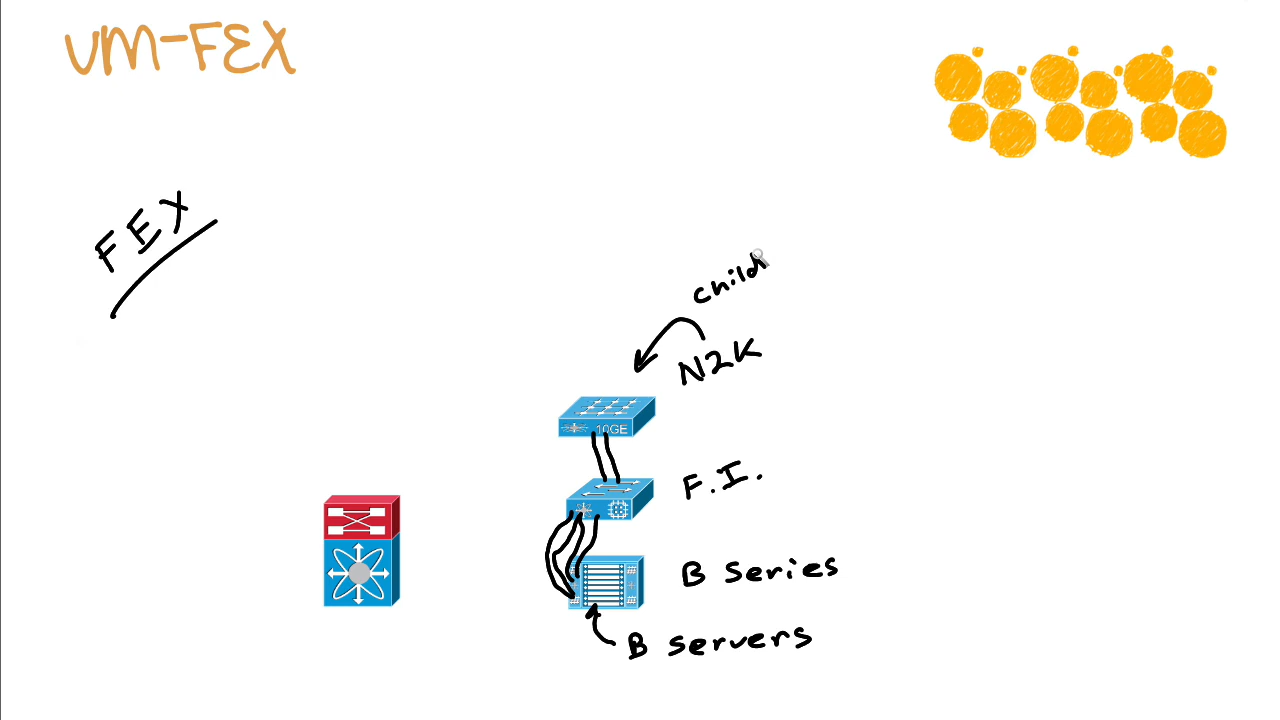 VM-FEX
FEX
child
N2K
10GE
F.I.
B Series
B servers